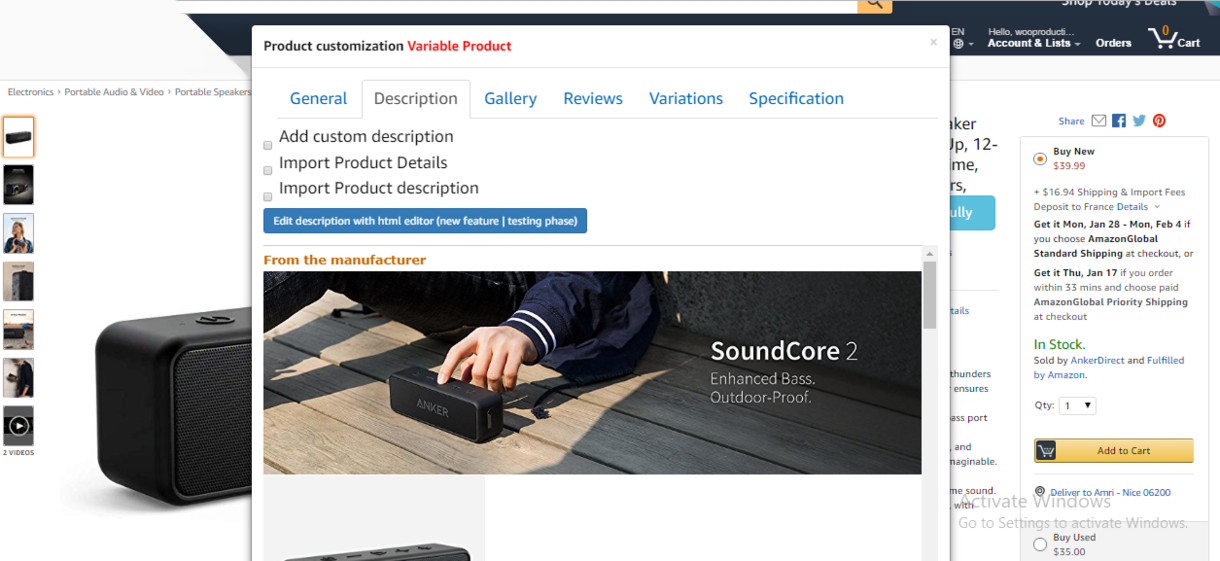 Shop Today's Deals
EN
Hello, wooproducti...
Account & Lists
Orders
0
Cart
Electronics › Portable Audio & Video › Portable Speakers
2 VIDEOS
Product customization Variable Product
×
General
Description
Gallery
Reviews
Variations
Specification
Add custom description
Import Product Details
Import Product description
Edit description with html editor (new feature | testing phase)
From the manufacturer
ANKER
SoundCore 2
Enhanced Bass.
Outdoor-Proof.
aker
Up, 12-
ime,
rs,
ully
s
tails
thunders
ensures
ass port
, and
maginable.
me sound.
, with
Share
Buy New
$39.99
+ $16.94 Shipping & Import Fees
Deposit to France Details
Get it Mon, Jan 28 - Mon, Feb 4 if
you choose AmazonGlobal
Standard Shipping at checkout, or
Get it Thu, Jan 17 if you order
within 33 mins and choose paid
AmazonGlobal Priority Shipping
at checkout
In Stock.
Sold by AnkerDirect and Fulfilled
by Amazon.
Qty: 1
Add to Cart
Deliver to Amri - Nice 06200
Activate Windows
Go to Settings to activate Windows.
Buy Used
$35.00